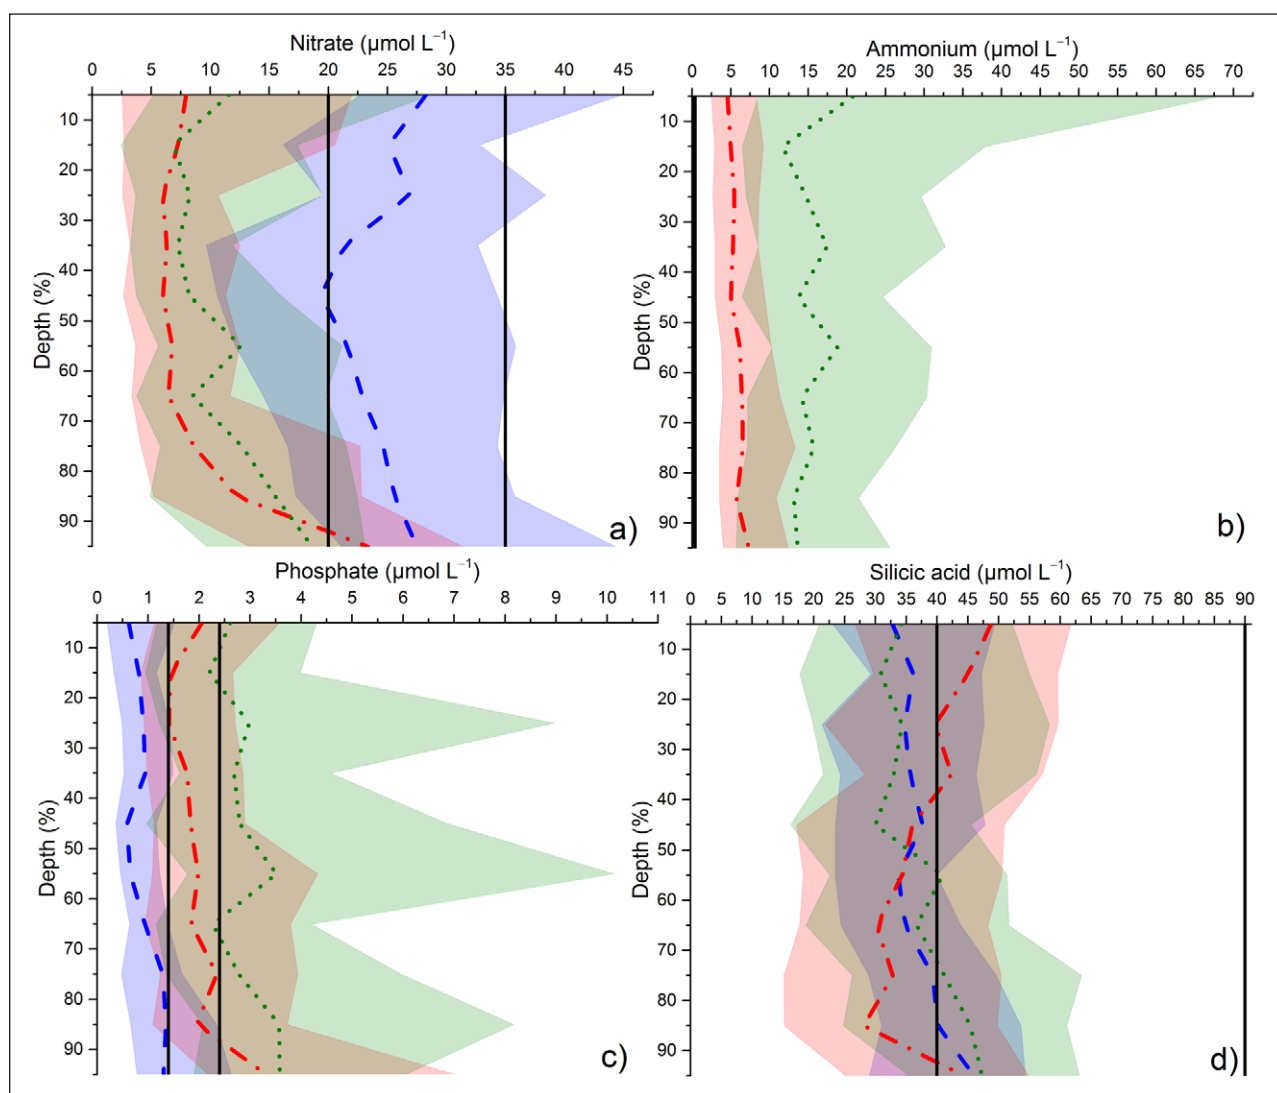 Nitrate (µmol L⁻¹)
0 5 10 15 20 25 30 35 40 45
Depth (%)
10
20
30
40
50
60
70
80
90
a)
Ammonium (µmol L⁻¹)
0 5 10 15 20 25 30 35 40 45 50 55 60 65 70
Depth (%)
10
20
30
40
50
60
70
80
90
b)
Phosphate (µmol L⁻¹)
0 1 2 3 4 5 6 7 8 9 10 11
Depth (%)
10
20
30
40
50
60
70
80
90
c)
Silicic acid (µmol L⁻¹)
0 5 10 15 20 25 30 35 40 45 50 55 60 65 70 75 80 85 90
Depth (%)
10
20
30
40
50
60
70
80
90
d)